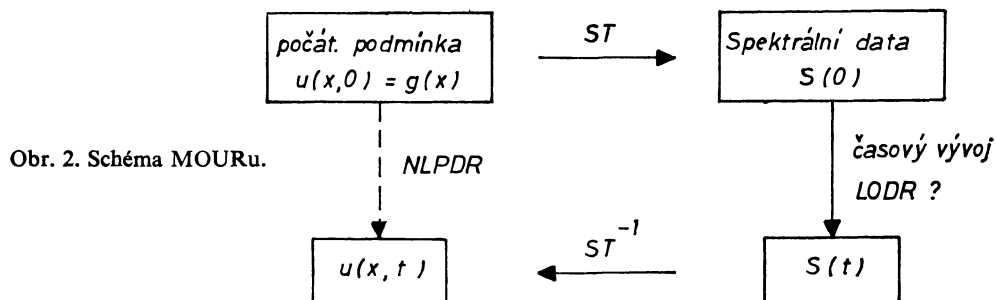 počát. podmínka
u(x,0) = g(x)
ST
Spektrální data
S(0)
Obr. 2. Schéma MOURu.
NLPDR
časový vývoj
LODR ?
u(x,t)
ST⁻¹
S(t)